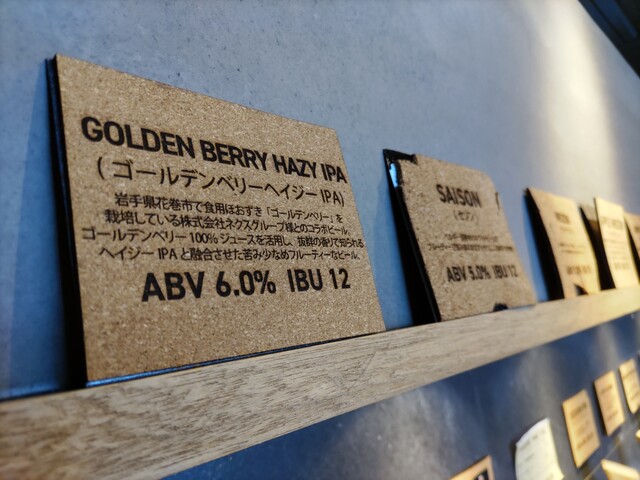 GOLDEN BERRY HAZY IPA
(ゴールデンベリーヘイジーIPA)
岩手県花巻市で食用ほおずき「ゴールデンベリー」を
栽培している株式会社ネクスグループ様とのコラボビール。
ゴールデンベリー100%ジュースを活用し、抜群の香りで知られる
ヘイジーIPAと融合させた苦み少なめフルーティーなビール。
ABV 6.0% IBU 12
SAISON
(セゾン)
ABV 5.0% IBU 12